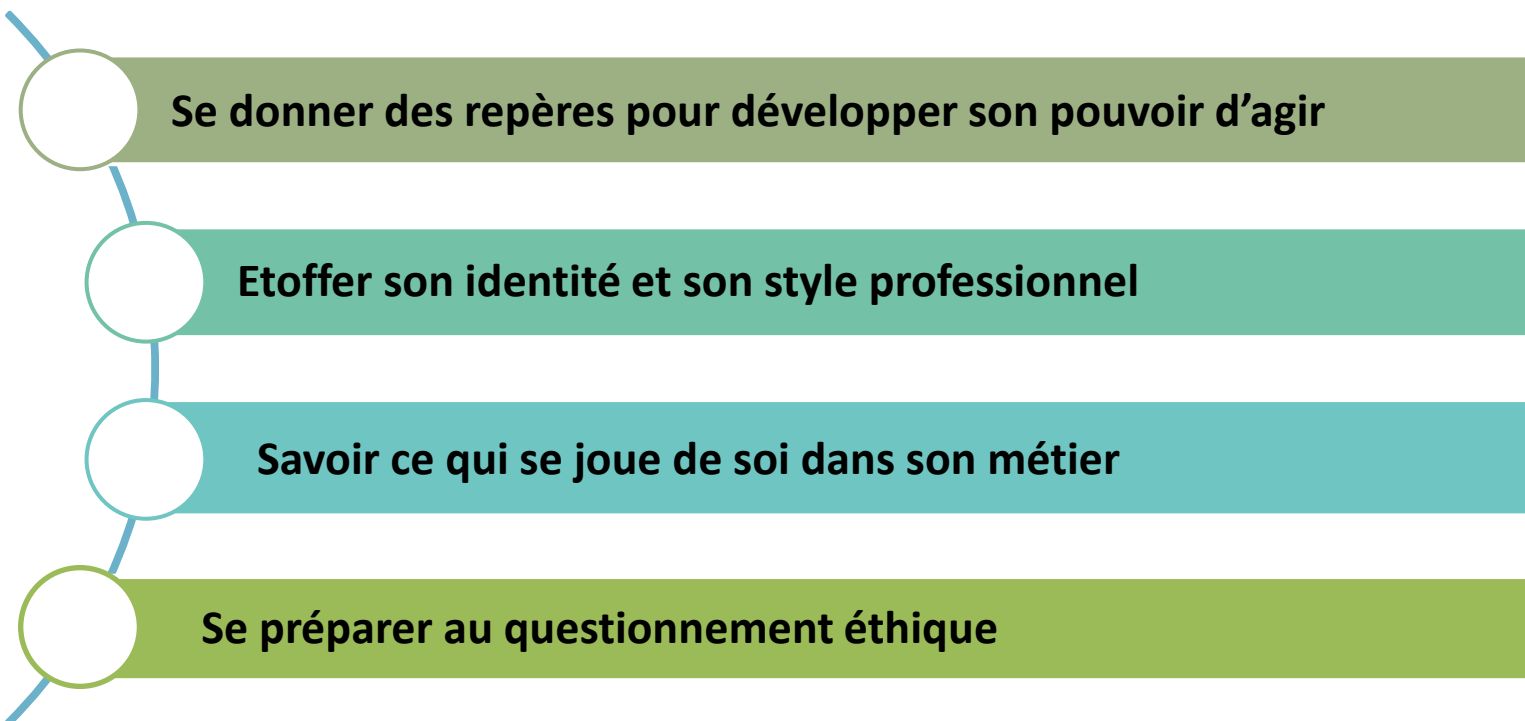 Se donner des repères pour développer son pouvoir d’agir
Etoffer son identité et son style professionnel
Savoir ce qui se joue de soi dans son métier
Se préparer au questionnement éthique